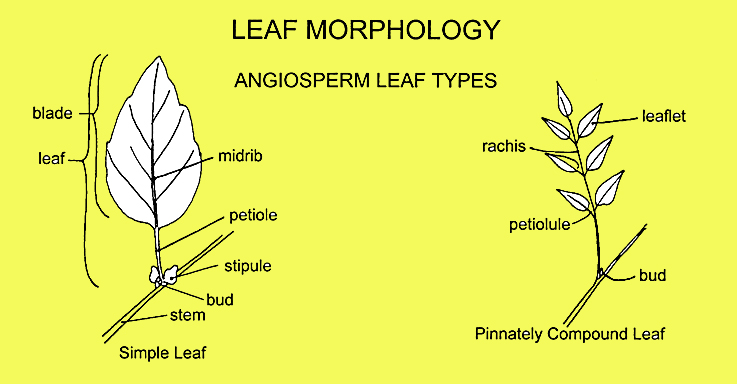 LEAF MORPHOLOGY
ANGIOSPERM LEAF TYPES
blade
leaf
midrib
petiole
stipule
bud
stem
Simple Leaf
leaflet
rachis
petiolule
bud
Pinnately Compound Leaf